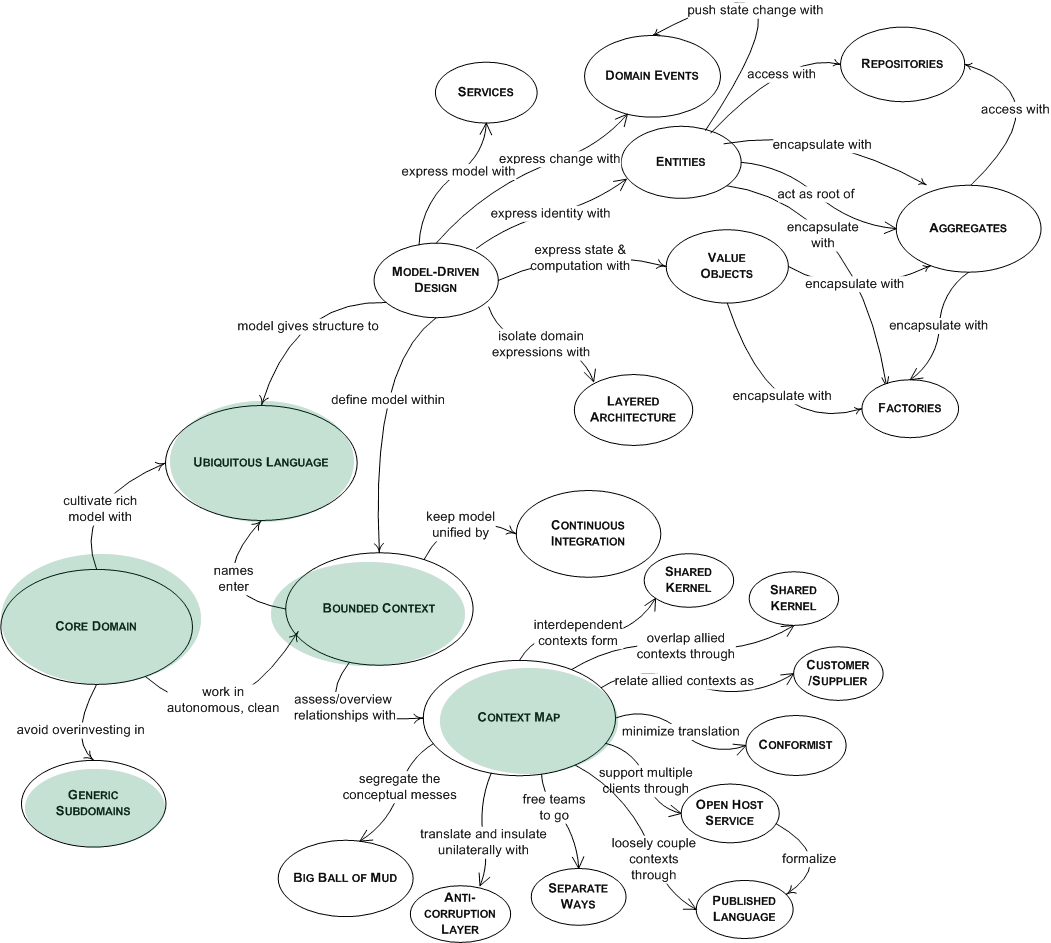 push state change with
DOMAIN EVENTS
REPOSITORIES
SERVICES
access with
access with
express change with
ENTITIES
encapsulate with
express model with
act as root of
express identity with
encapsulate
with
AGGREGATES
express state &
computation with
VALUE
OBJECTS
MODEL-DRIVEN
DESIGN
encapsulate with
model gives structure to
isolate domain
expressions with
encapsulate with
define model within
LAYERED
ARCHITECTURE
encapsulate with
FACTORIES
UBIQUITOUS LANGUAGE
cultivate rich
model with
keep model
unified by
CONTINUOUS
INTEGRATION
names
enter
SHARED
KERNEL
SHARED
KERNEL
BOUNDED CONTEXT
CORE DOMAIN
interdependent
contexts form
overlap allied
contexts through
CUSTOMER
/SUPPLIER
relate allied contexts as
work in
autonomous, clean
assess/overview
relationships with
CONTEXT MAP
avoid overinvesting in
minimize translation
CONFORMIST
GENERIC
SUBDOMAINS
segregate the
conceptual messes
support multiple
clients through
free teams
to go
OPEN HOST
SERVICE
translate and insulate
unilaterally with
loosely couple
contexts
through
formalize
BIG BALL OF MUD
ANTI-
CORRUPTION
LAYER
SEPARATE
WAYS
PUBLISHED
LANGUAGE